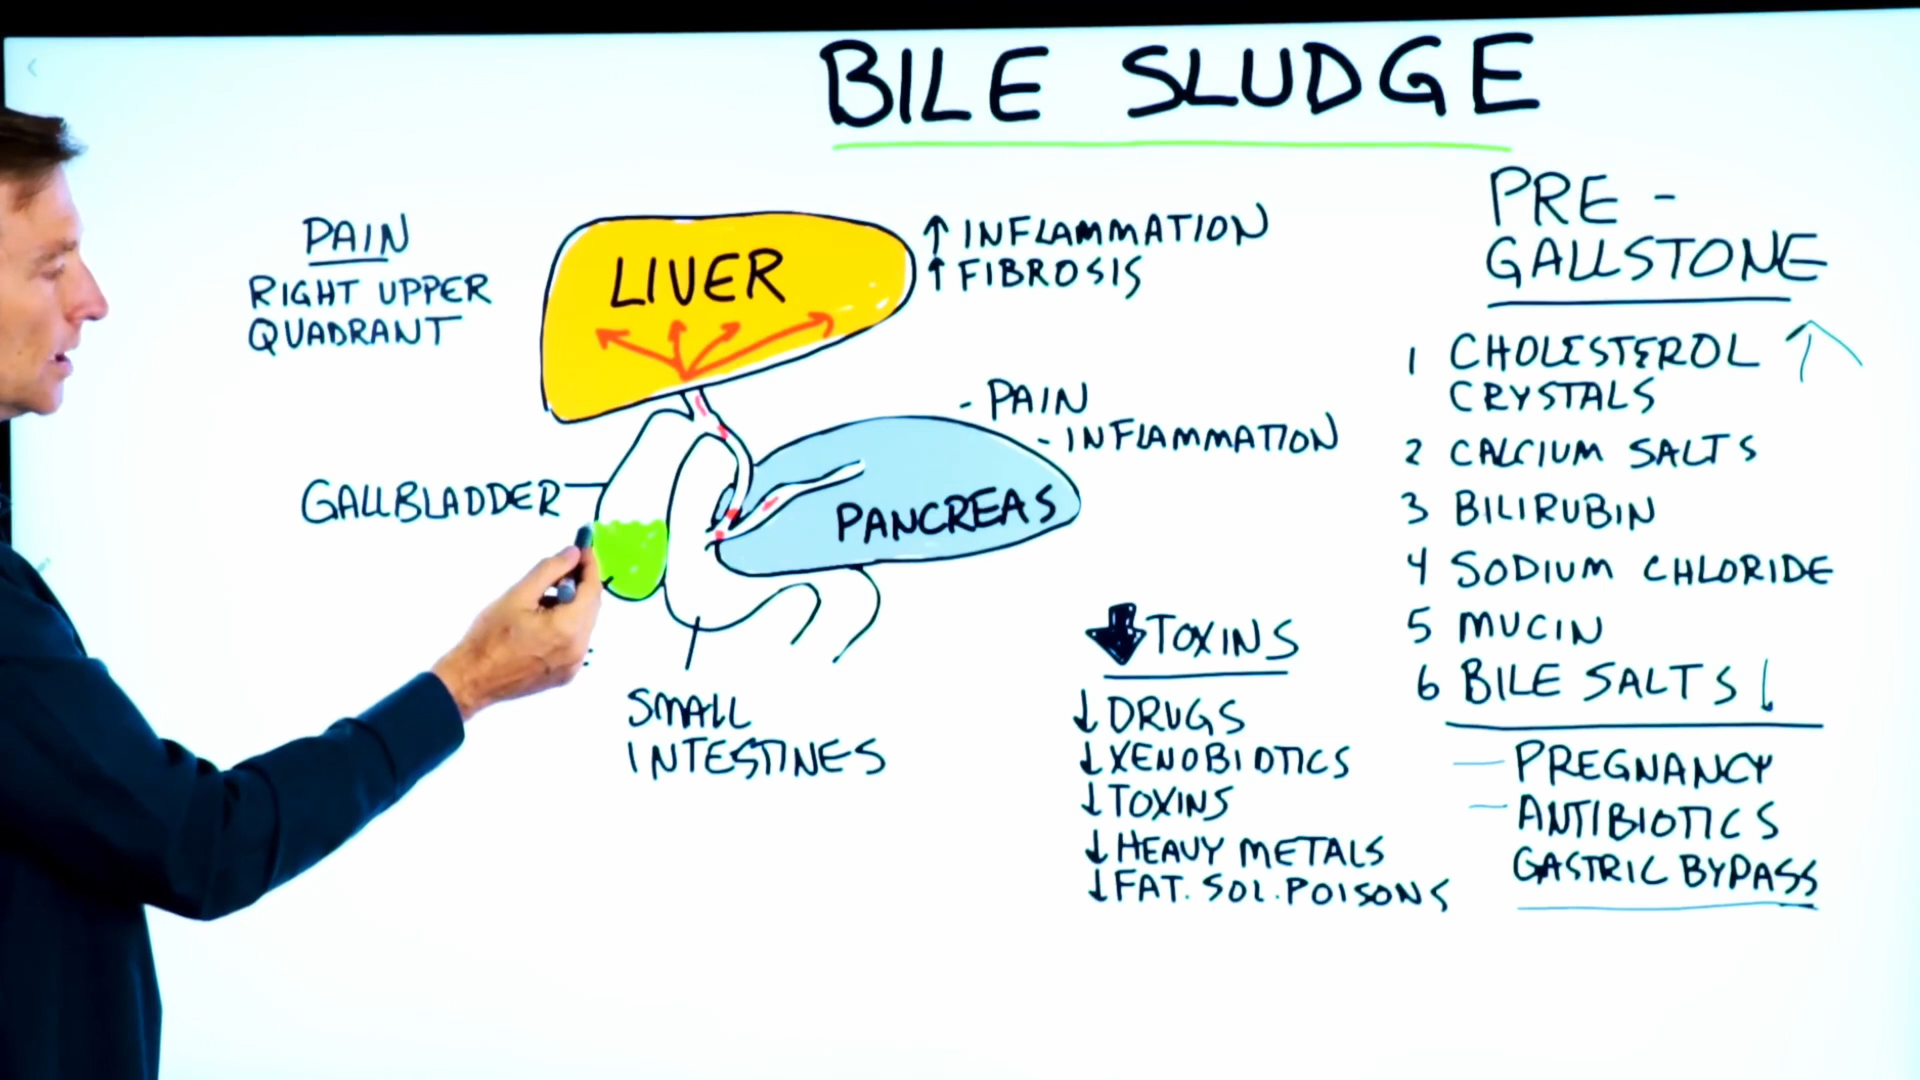 BILE SLUDGE
PAIN
RIGHT UPPER
QUADRANT
LIVER
↑ INFLAMMATION
↑ FIBROSIS
- PAIN
- INFLAMMATION
GALLBLADDER
PANCREAS
SMALL
INTESTINES
↓ TOXINS
↓ DRUGS
↓ XENOBIOTICS
↓ TOXINS
↓ HEAVY METALS
↓ FAT. SOL. POISONS
PRE -
GALLSTONE
1 CHOLESTEROL ↑
CRYSTALS
2 CALCIUM SALTS
3 BILIRUBIN
4 SODIUM CHLORIDE
5 MUCIN
6 BILE SALTS ↓
— PREGNANCY
— ANTIBIOTICS
GASTRIC BYPASS